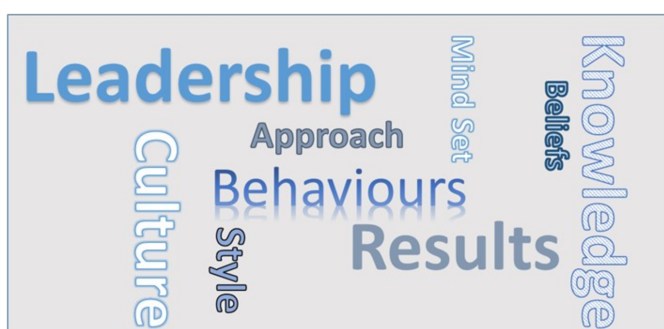 Leadership
Mind Set
Knowledge
Beliefs
Approach
Culture
Behaviours
Results
Style